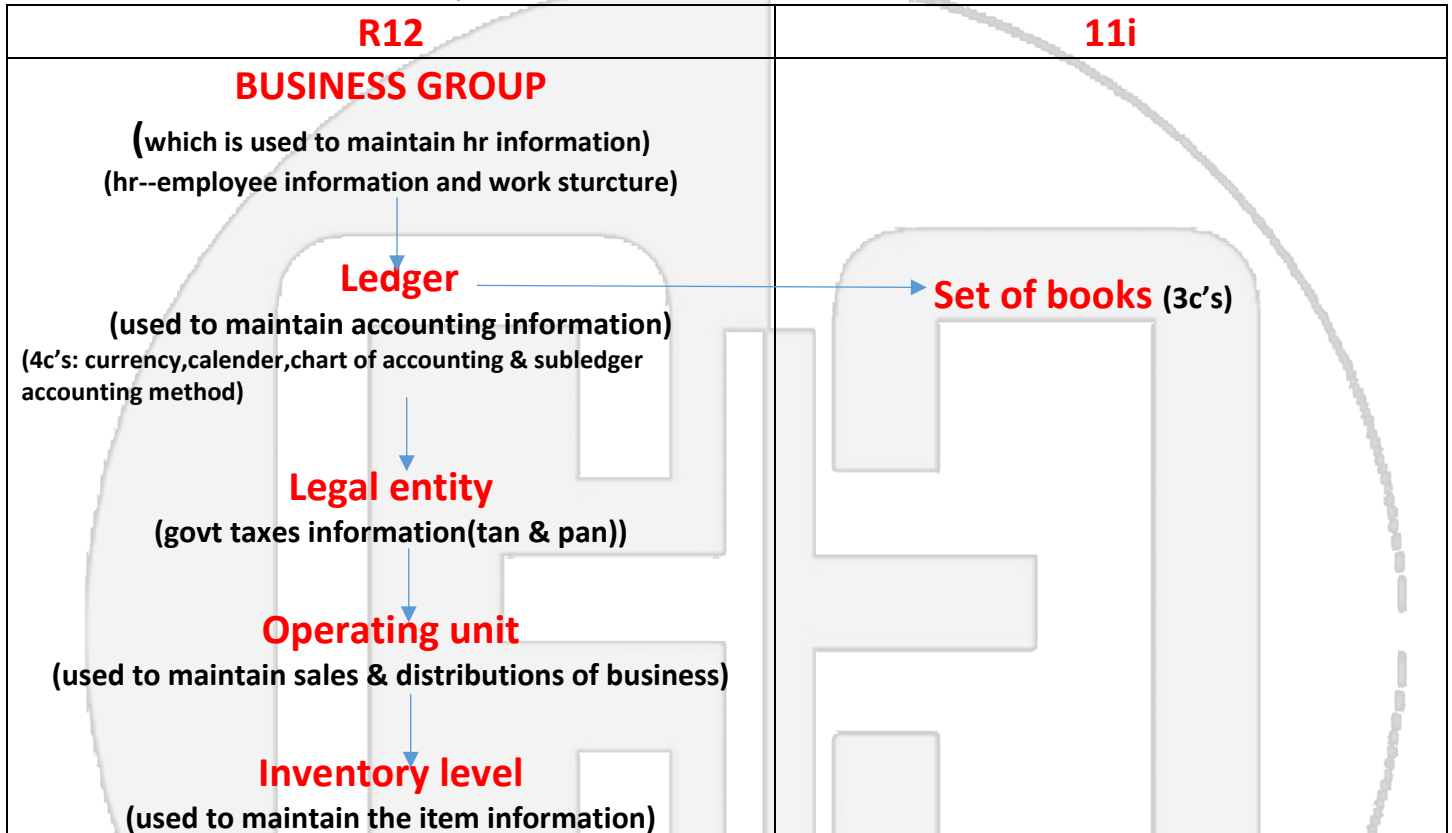 R12
11i
BUSINESS GROUP
(which is used to maintain hr information)
(hr--employee information and work sturcture)
Ledger
Set of books (3c’s)
(used to maintain accounting information)
(4c’s: currency,calender,chart of accounting & subledger
accounting method)
Legal entity
(govt taxes information(tan & pan))
Operating unit
(used to maintain sales & distributions of business)
Inventory level
(used to maintain the item information)